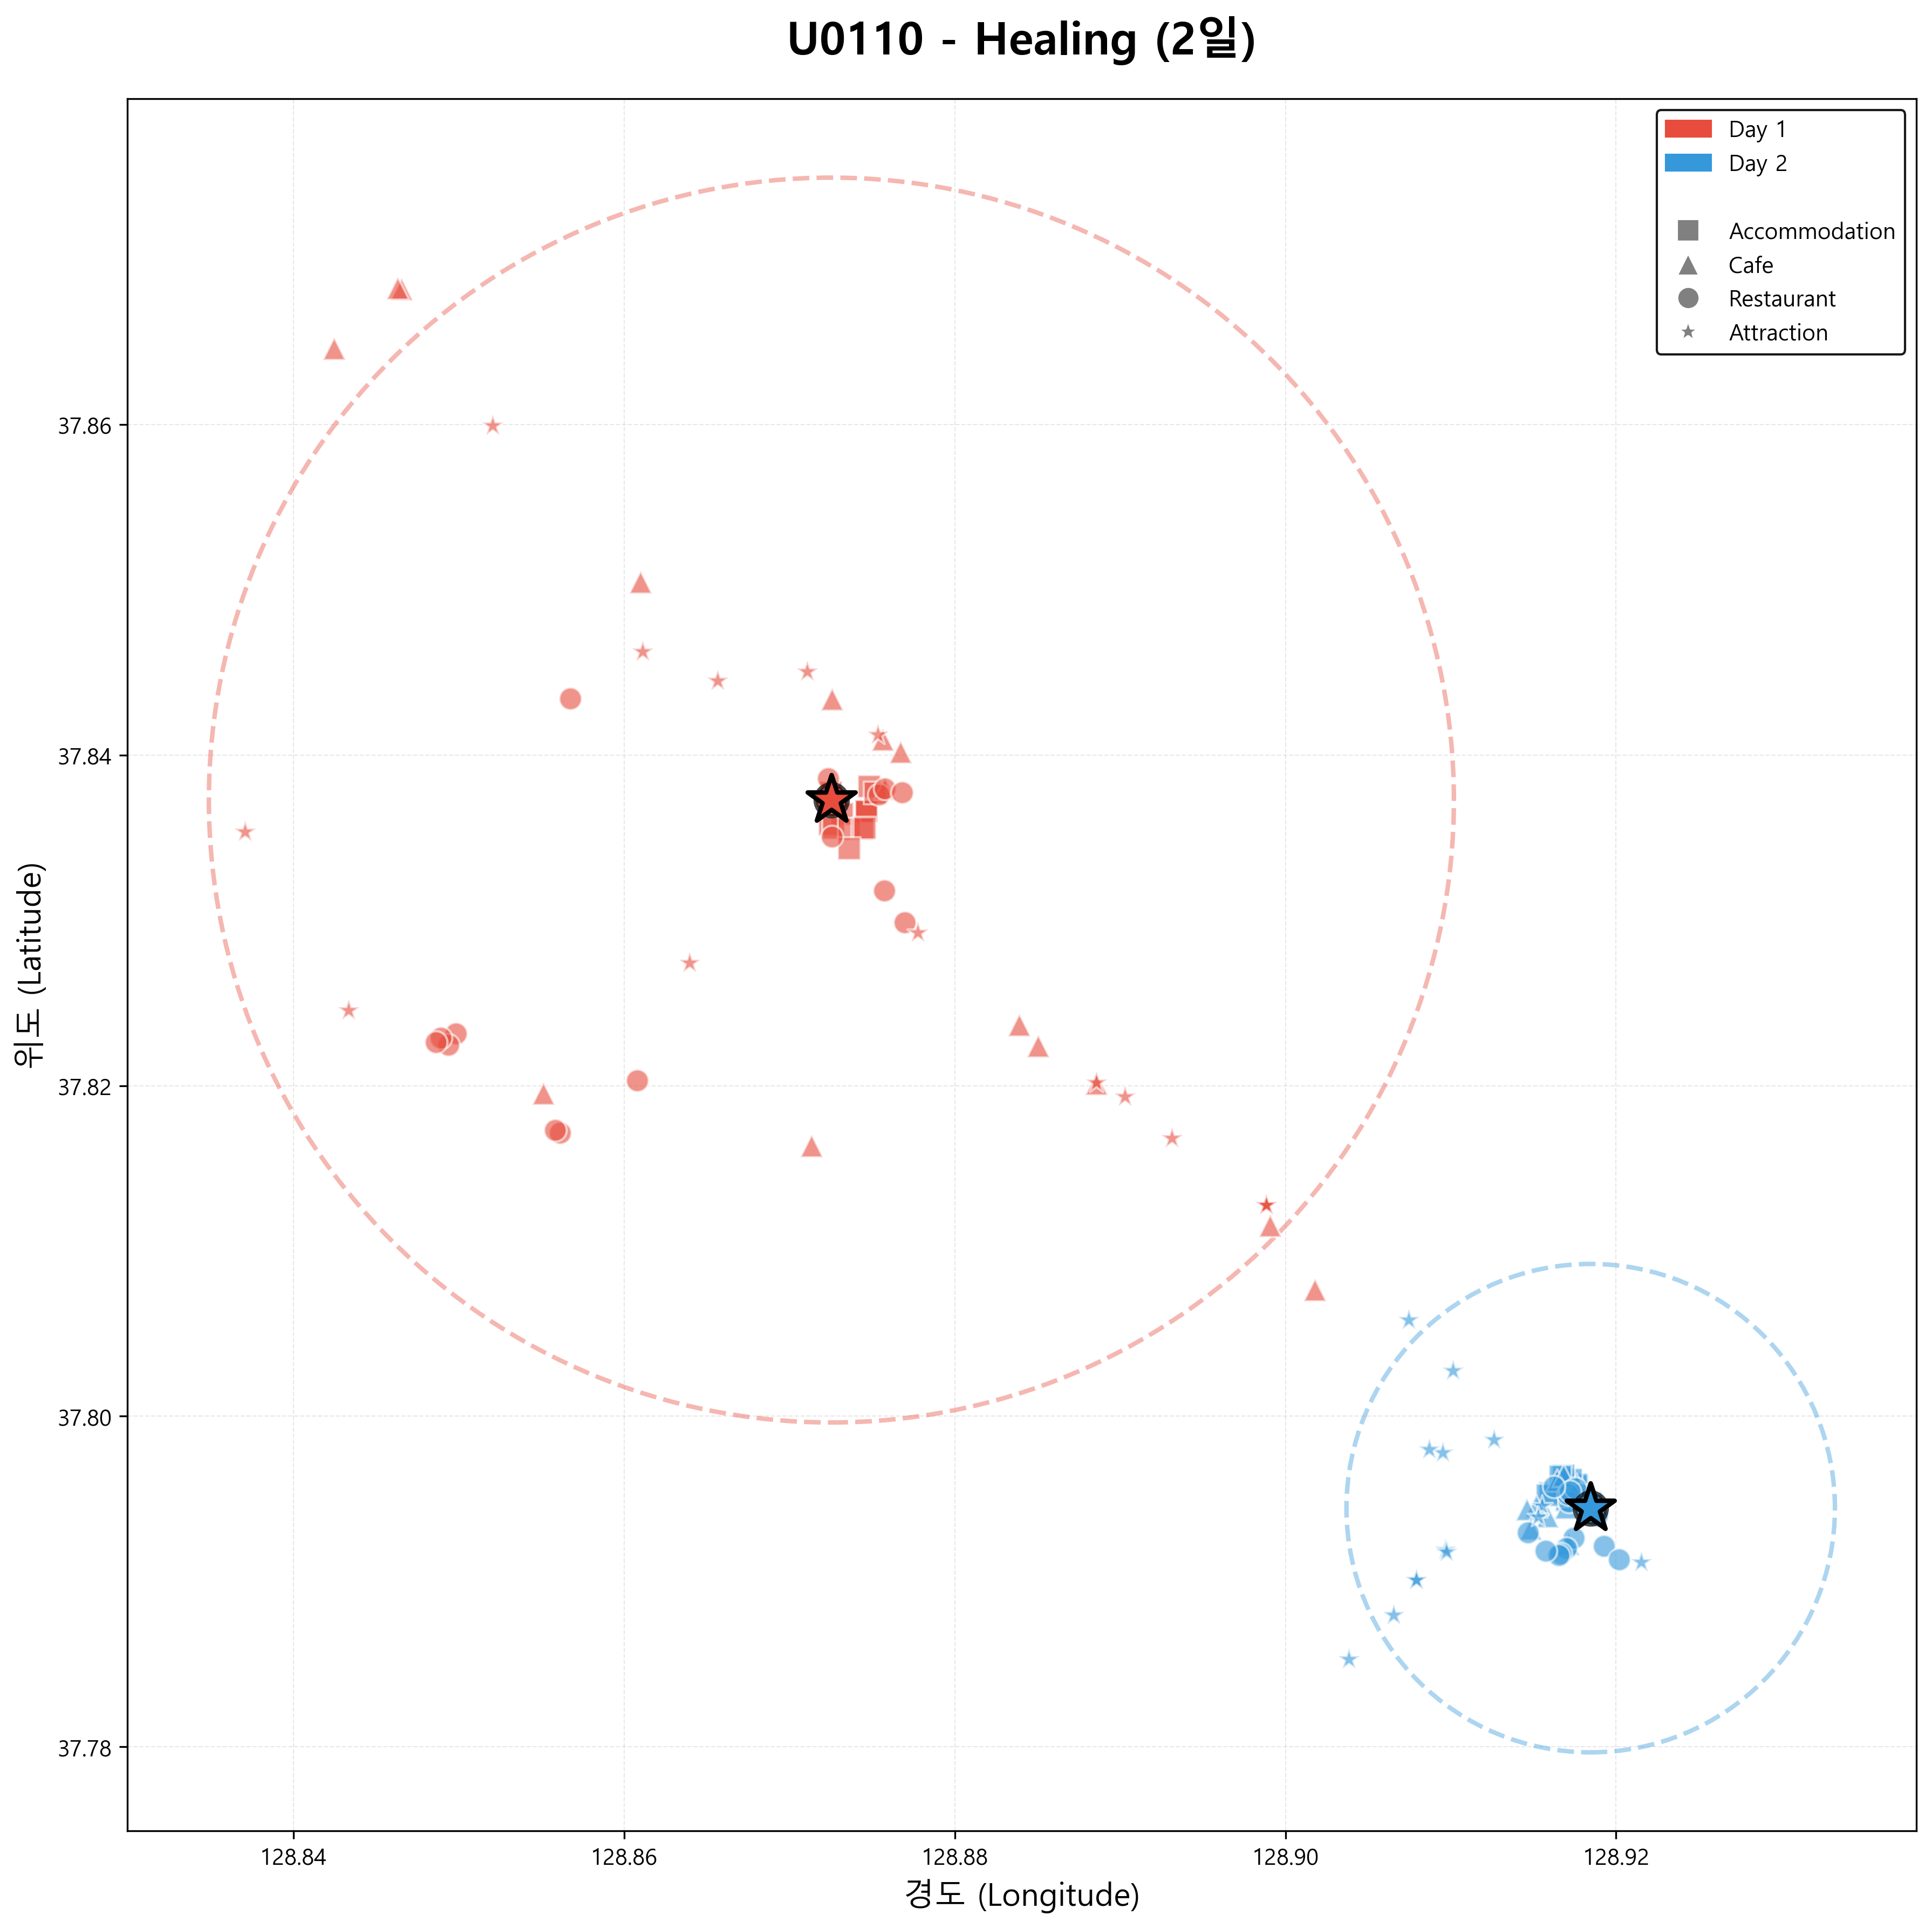 U0110 - Healing (2일)
Day 1
Day 2
Accommodation
Cafe
Restaurant
Attraction
위도 (Latitude)
37.86
37.84
37.82
37.80
37.78
128.84
128.86
128.88
128.90
128.92
경도 (Longitude)